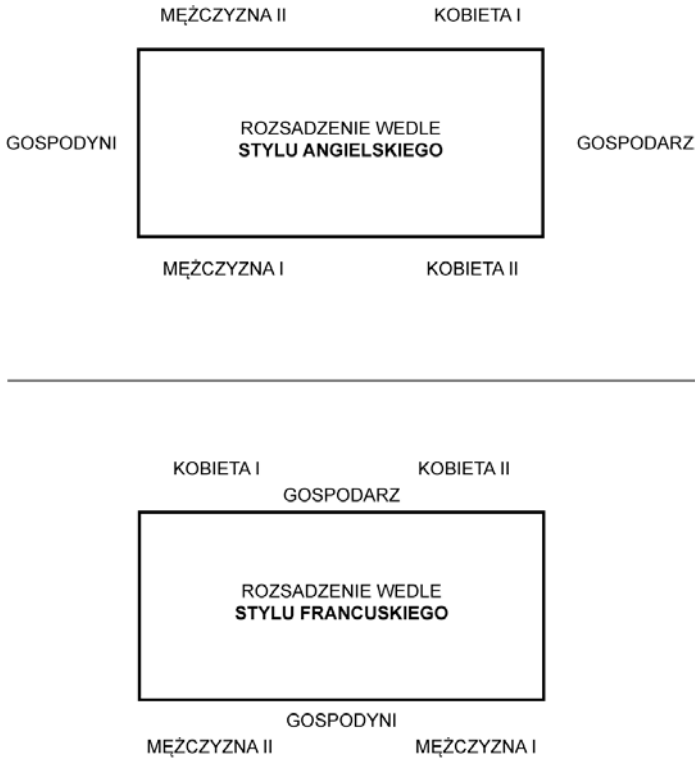 MĘŻCZYZNA II KOBIETA I
GOSPODYNI
ROZSADZENIE WEDLE
STYLU ANGIELSKIEGO
GOSPODARZ
MĘŻCZYZNA I KOBIETA II
KOBIETA I KOBIETA II
GOSPODARZ
ROZSADZENIE WEDLE
STYLU FRANCUSKIEGO
GOSPODYNI
MĘŻCZYZNA II MĘŻCZYZNA I